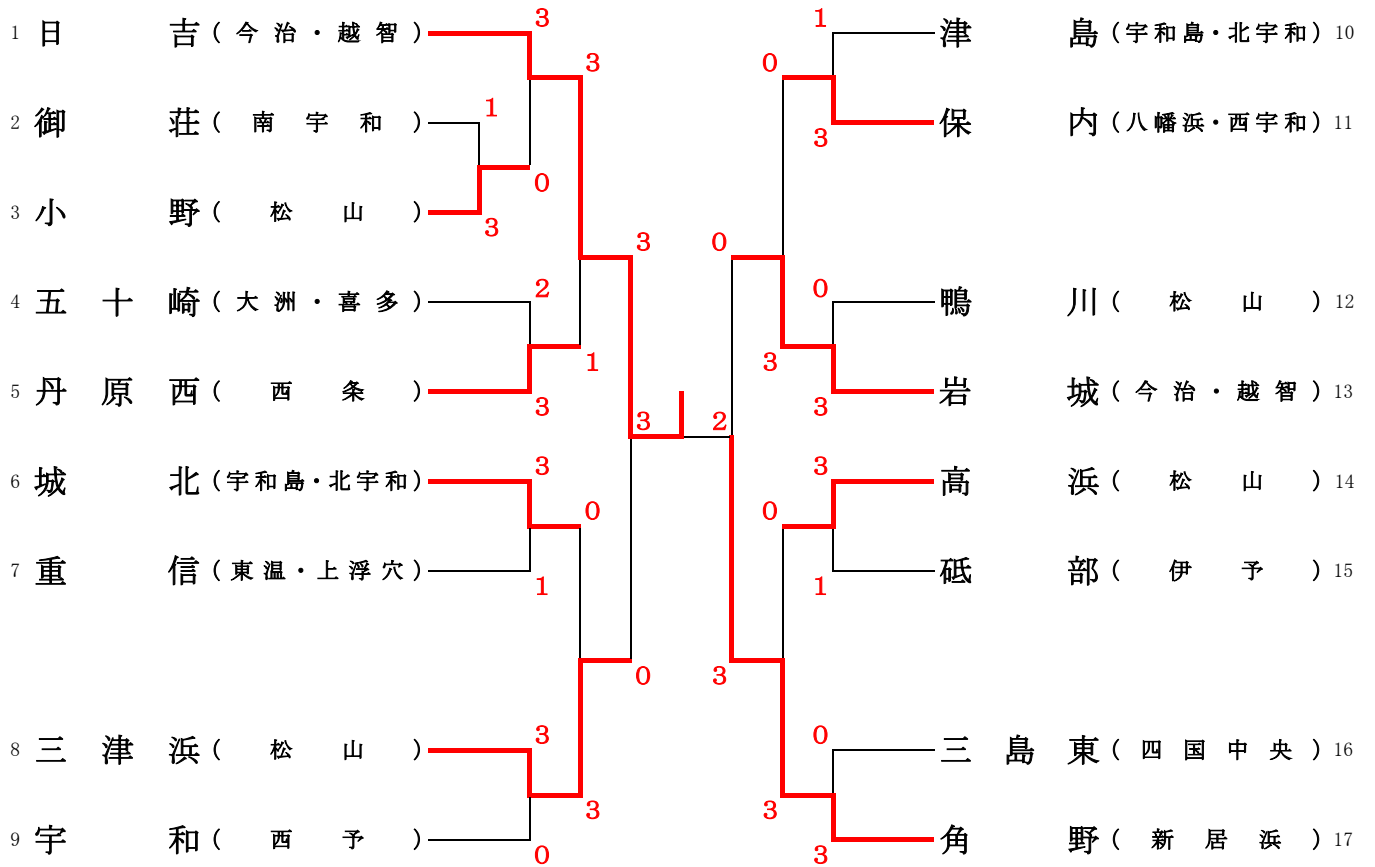 1 日 吉 (今治・越智) 3
1 津 島 (宇和島・北宇和) 10
3
0
2 御 荘 (南宇和) 1
3 保 内 (八幡浜・西宇和) 11
0
3 小 野 (松山) 3
3
0
4 五十崎 (大洲・喜多) 2
0 鴨 川 (松山) 12
1
3
5 丹原西 (西条) 3
3 岩 城 (今治・越智) 13
3
2
6 城 北 (宇和島・北宇和) 3
3 高 浜 (松山) 14
0
0
7 重 信 (東温・上浮穴) 1
1 砥 部 (伊予) 15
0
3
8 三津浜 (松山) 3
0 三島東 (四国中央) 16
3
3
9 宇 和 (西予) 0
3 角 野 (新居浜) 17